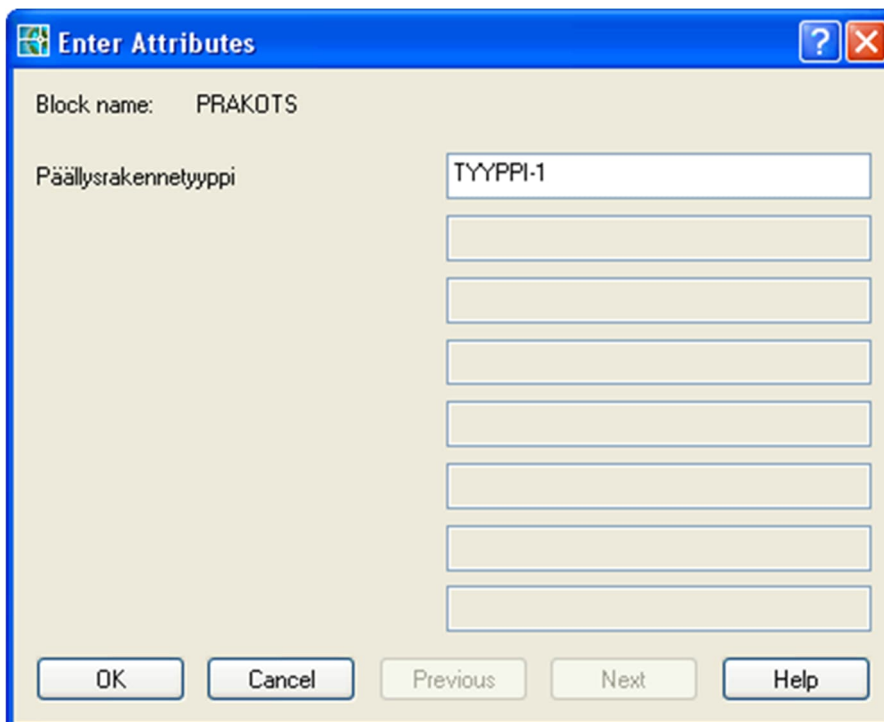 Enter Attributes
Block name: PRAKOTS
Päällysrakennetyyppi TYYPPI-1
OK Cancel Previous Next Help